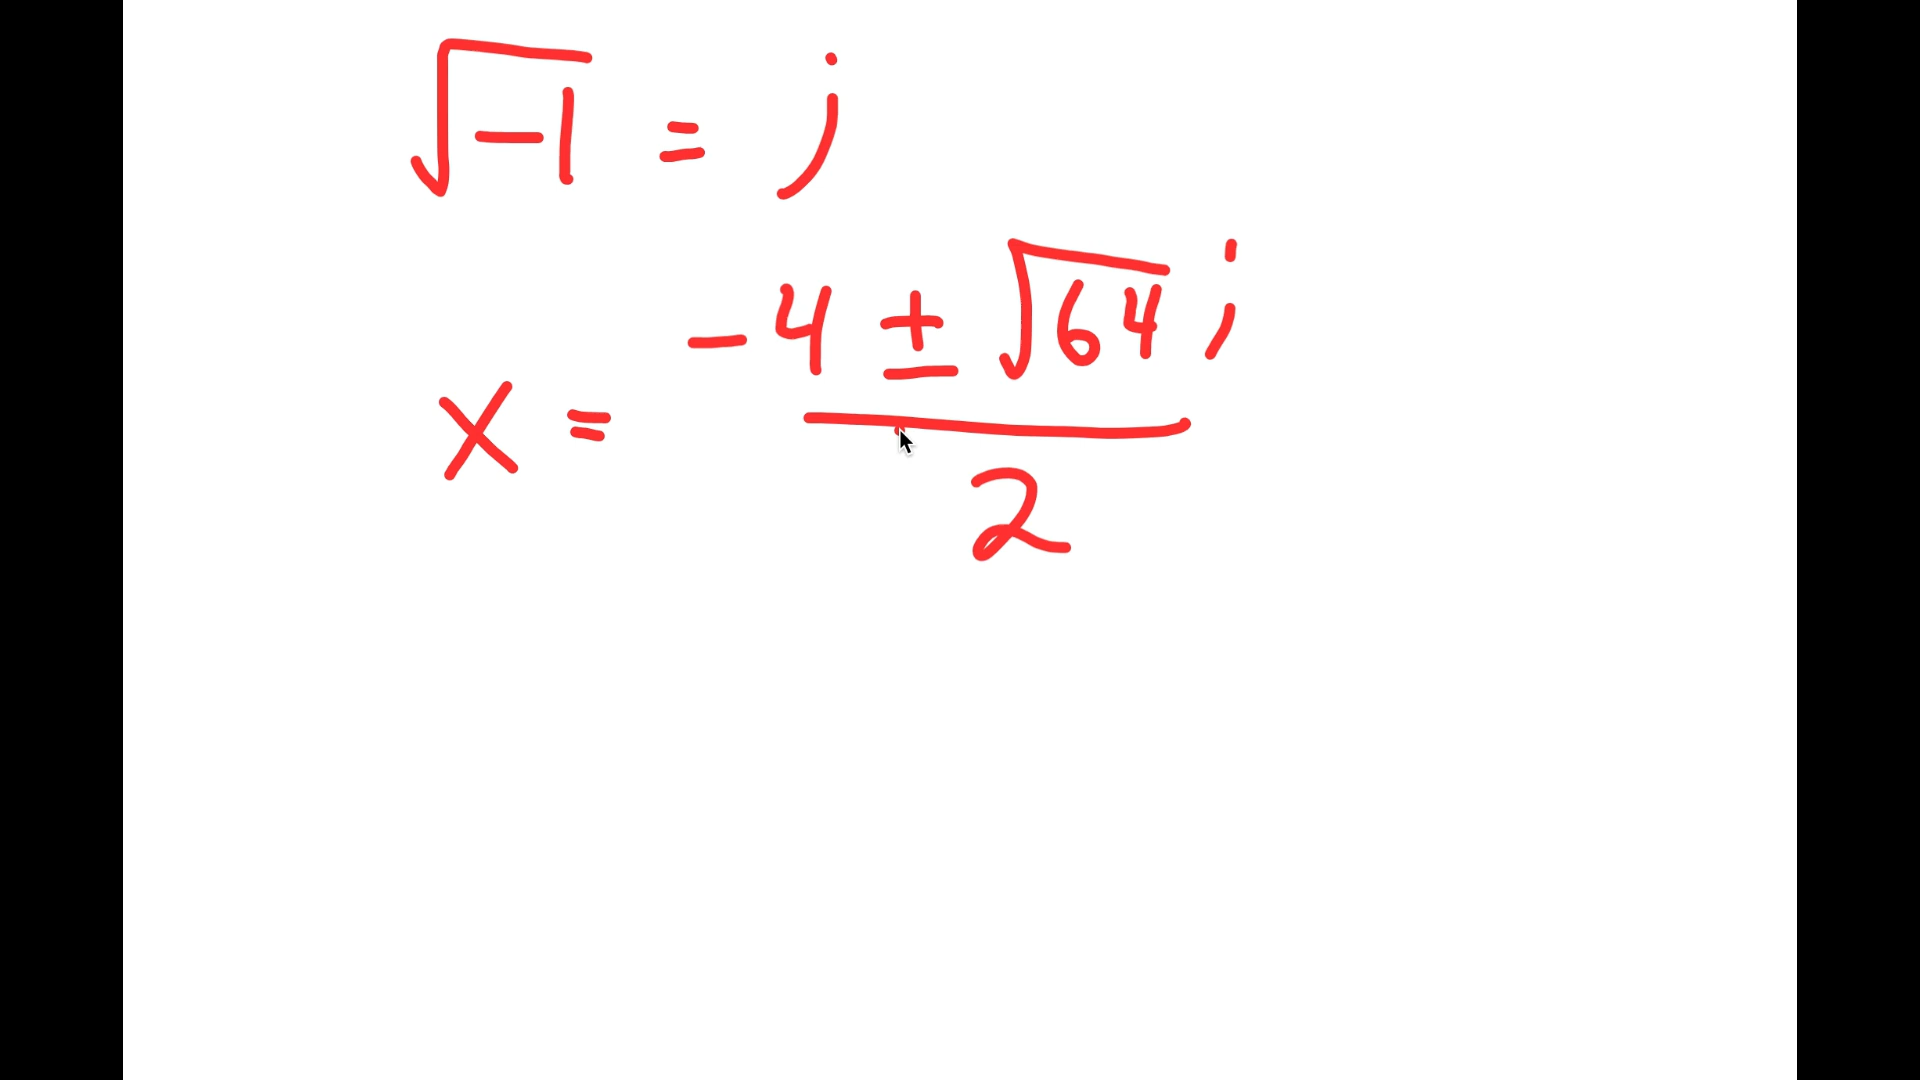 √-1 = i
x = (-4 ± √64 i) / 2